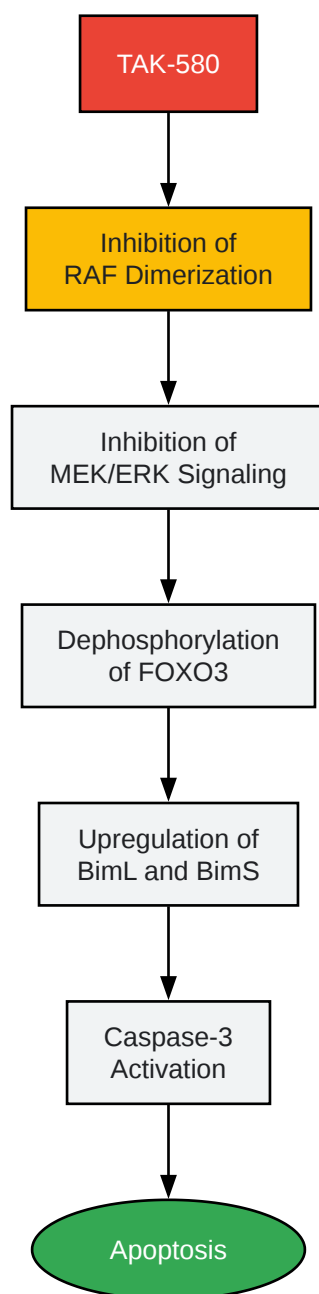 TAK-580
Inhibition of
RAF Dimerization
Inhibition of
MEK/ERK Signaling
Dephosphorylation
of FOXO3
Upregulation of
BimL and BimS
Caspase-3
Activation
Apoptosis